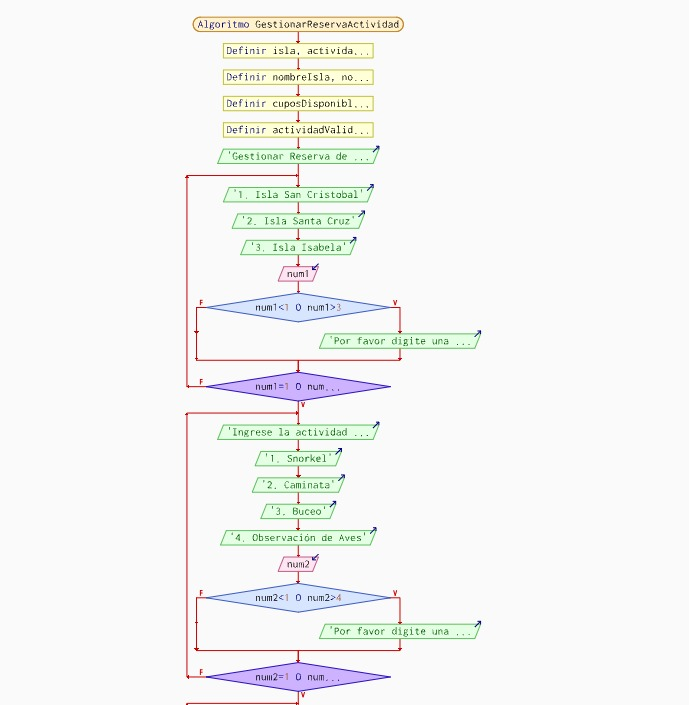 Algoritmo GestionarReservaActividad
Definir isla, activida...
Definir nombreIsla, no...
Definir cuposDisponibl...
Definir actividadValid...
'Gestionar Reserva de ...
'1. Isla San Cristobal'
'2. Isla Santa Cruz'
'3. Isla Isabela'
num1
F
V
num1<1 O num1>3
'Por favor digite una ...
F
num1=1 O num...
V
'Ingrese la actividad ...
'1. Snorkel'
'2. Caminata'
'3. Buceo'
'4. Observación de Aves'
num2
F
V
num2<1 O num2>4
'Por favor digite una ...
F
num2=1 O num...
V